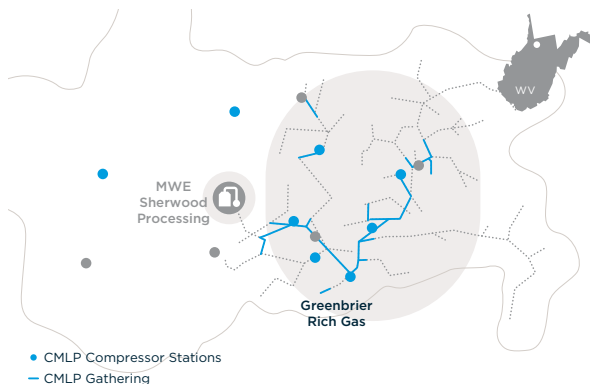 WV
MWE
Sherwood
Processing
Greenbrier
Rich Gas
CMLP Compressor Stations
CMLP Gathering